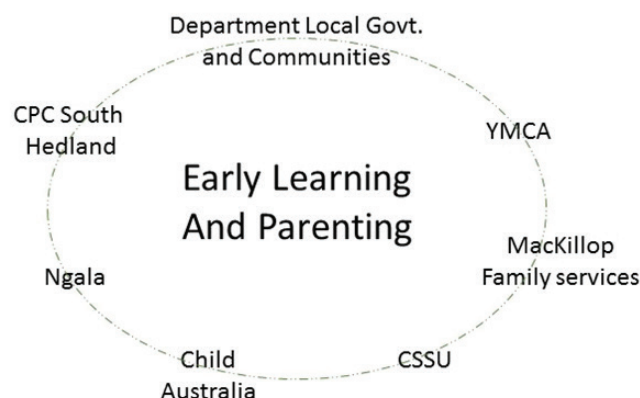 Department Local Govt.
and Communities
CPC South
Hedland
YMCA
Early Learning
And Parenting
MacKillop
Family services
Ngala
Child
Australia
CSSU